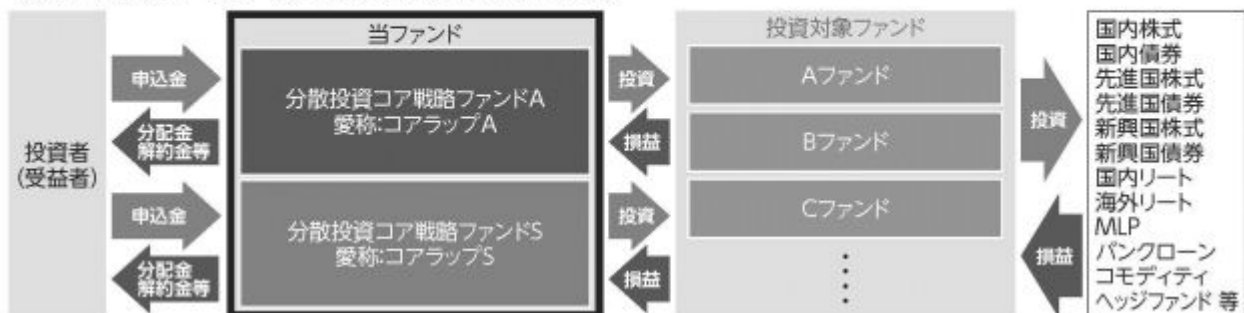 投資者
(受益者)
申込金
分配金
解約金等
申込金
分配金
解約金等
当ファンド
分散投資コア戦略ファンドA
愛称:コアラップA
分散投資コア戦略ファンドS
愛称:コアラップS
投資
損益
投資
損益
投資対象ファンド
Aファンド
Bファンド
Cファンド
投資
損益
国内株式
国内債券
先進国株式
先進国債券
新興国株式
新興国債券
国内リート
海外リート
MLP
バンクローン
コモディティ
ヘッジファンド 等